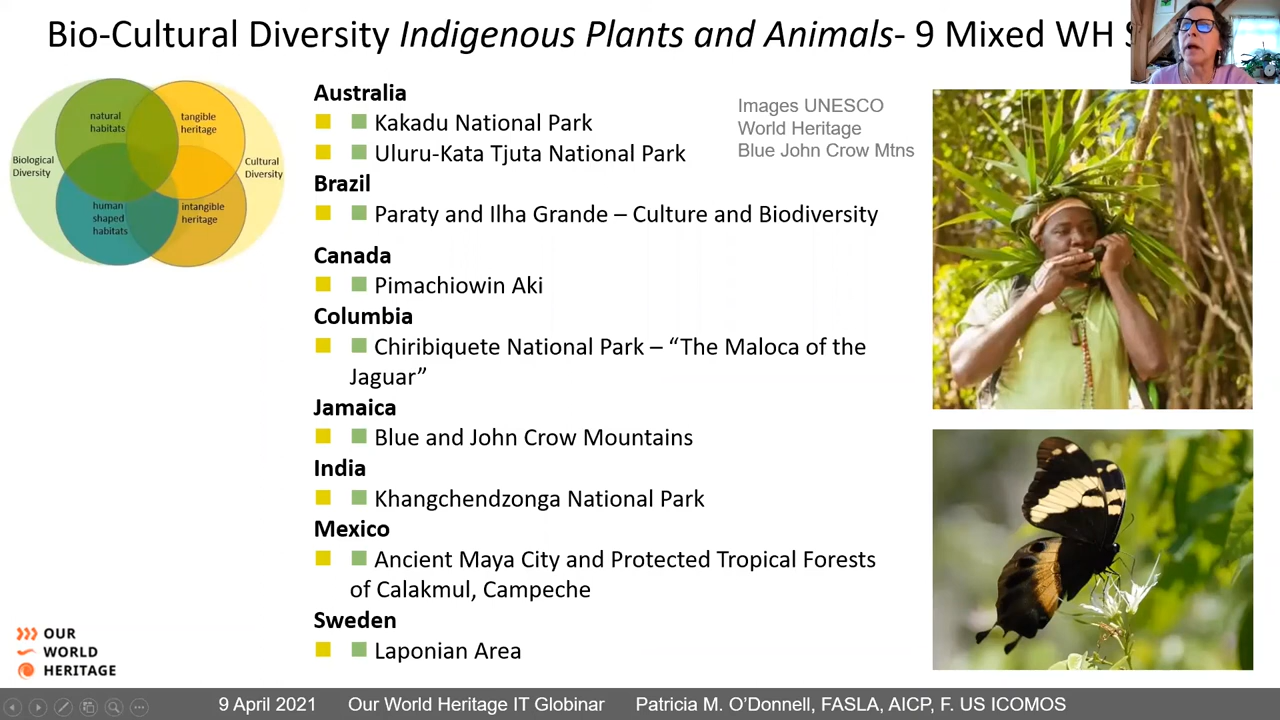 Bio-Cultural Diversity Indigenous Plants and Animals- 9 Mixed WH
natural
habitats
tangible
heritage
Biological
Diversity
Cultural
Diversity
human
shaped
habitats
intangible
heritage
Australia
Kakadu National Park
Uluru-Kata Tjuta National Park
Brazil
Paraty and Ilha Grande – Culture and Biodiversity
Canada
Pimachiowin Aki
Columbia
Chiribiquete National Park – “The Maloca of the
Jaguar”
Jamaica
Blue and John Crow Mountains
India
Khangchendzonga National Park
Mexico
Ancient Maya City and Protected Tropical Forests
of Calakmul, Campeche
Sweden
Laponian Area
Images UNESCO
World Heritage
Blue John Crow Mtns
OUR
WORLD
HERITAGE
9 April 2021 Our World Heritage IT Globinar Patricia M. O’Donnell, FASLA, AICP, F. US ICOMOS